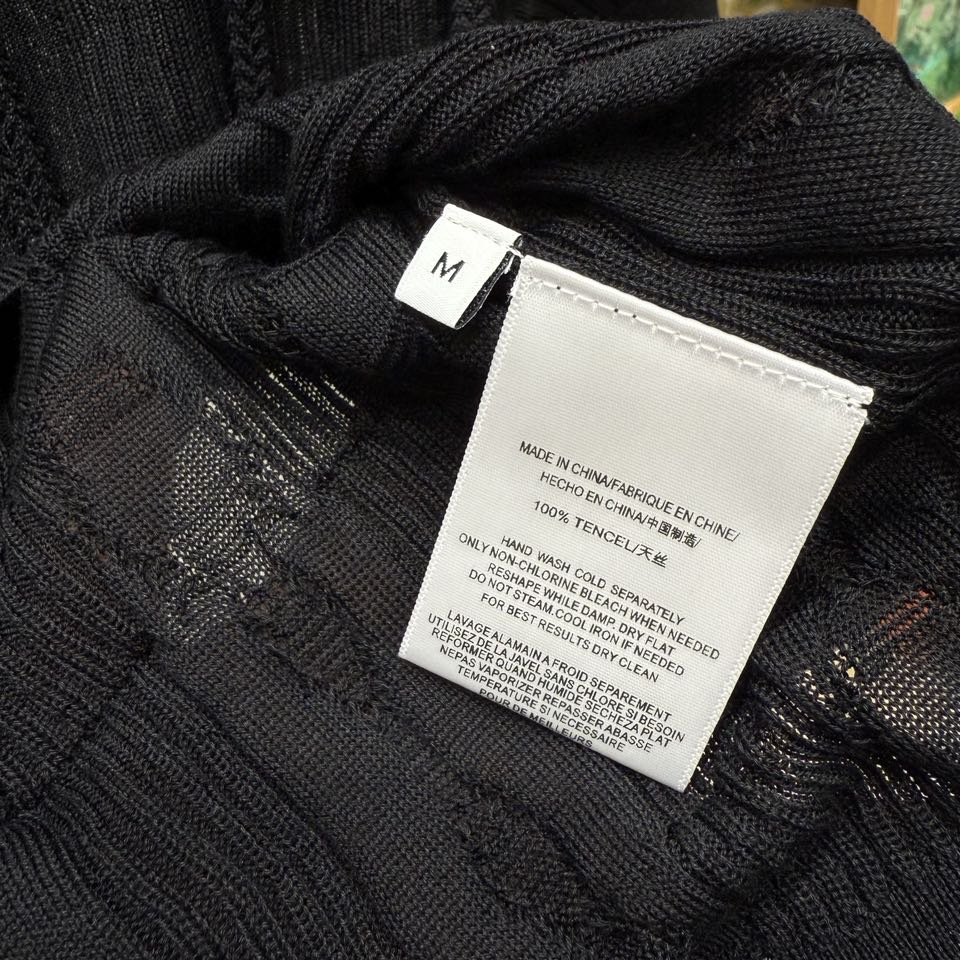 M
MADE IN CHINA/FABRIQUE EN CHINE/
HECHO EN CHINA/中国制造/
100% TENCEL/天丝
HAND WASH COLD SEPARATELY
ONLY NON-CHLORINE BLEACH WHEN NEEDED
RESHAPE WHILE DAMP. DRY FLAT
DO NOT STEAM.COOL IRON IF NEEDED
FOR BEST RESULTS DRY CLEAN
LAVAGE ALAMAIN A FROID SEPAREMENT
UTILISEZ DE LA JAVEL SANS CHLORE SI BESOIN
REFORMER QUAND HUMIDE SECHEZA PLAT
NEPAS VAPORIZER REPASSER ABASSE
TEMPERATURE SI NECESSAIRE
POUR DE MEILLEURS